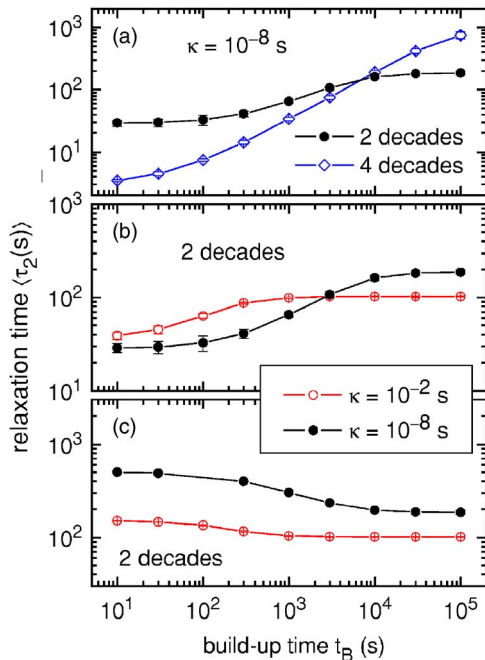 10³
(a)
κ = 10⁻⁸ s
10²
2 decades
10¹
4 decades
10³
(b)
2 decades
10²
relaxation time ⟨τ₂(s)⟩
10¹
κ = 10⁻² s
κ = 10⁻⁸ s
(c)
10³
10²
2 decades
10¹ 10² 10³ 10⁴ 10⁵
build-up time t_B (s)